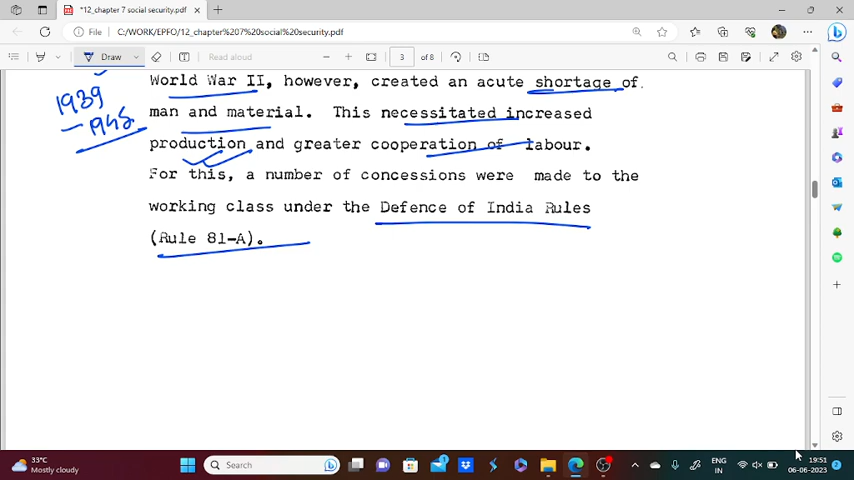 *12_chapter 7 social security.pdf
File
C:/WORK/EPFO/12_chapter%207%20social%20security.pdf
Draw
Read aloud
3 of 8
World War II, however, created an acute shortage of
man and material. This necessitated increased
production and greater cooperation of labour.
For this, a number of concessions were made to the
working class under the Defence of India Rules
(Rule 81-A).
1939
- 1945
33°C
Mostly cloudy
Search
ENG
IN
19:51
06-06-2023
2